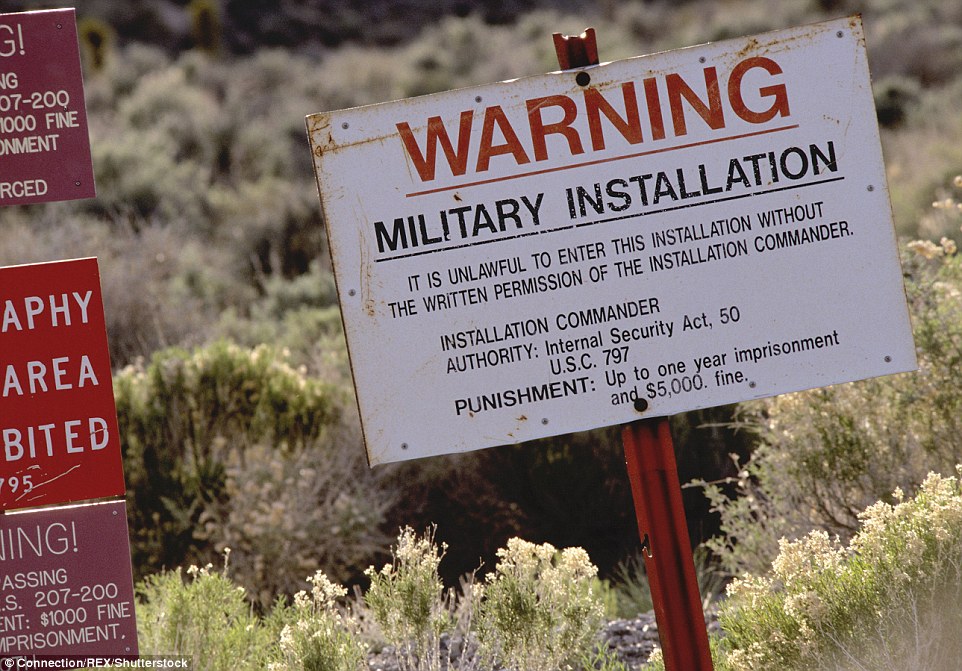 G!
NG
207-200
1000 FINE
ONMENT
RCED
APHY
AREA
BITED
795
NING!
PASSING
.S. 207-200
ENT: $1000 FINE
MPRISONMENT.
WARNING
MILITARY INSTALLATION
IT IS UNLAWFUL TO ENTER THIS INSTALLATION WITHOUT
THE WRITTEN PERMISSION OF THE INSTALLATION COMMANDER.
INSTALLATION COMMANDER
AUTHORITY: Internal Security Act, 50
U.S.C. 797
PUNISHMENT: Up to one year imprisonment
and $5,000. fine.
© Connection/REX/Shutterstock